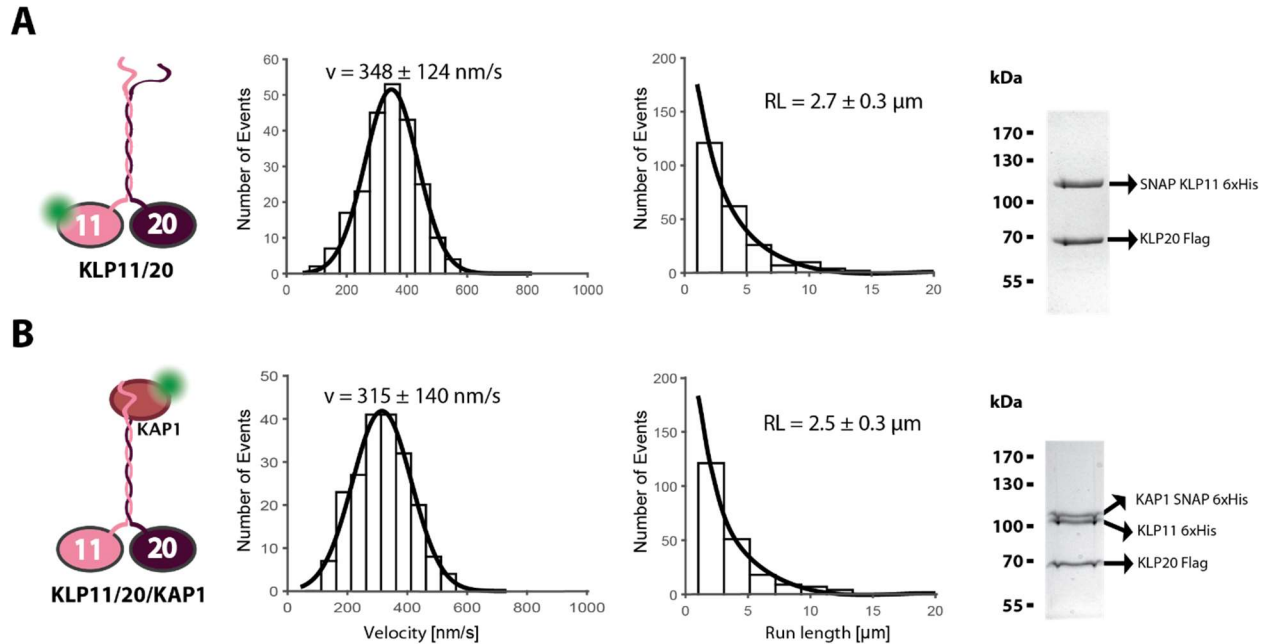 A
11
20
KLP11/20
Number of Events
60
50
40
30
20
10
0
v = 348 ± 124 nm/s
0 200 400 600 800 1000
Number of Events
200
150
100
50
0
RL = 2.7 ± 0.3 µm
0 5 10 15 20
kDa
170
130
100
70
55
SNAP KLP11 6xHis
KLP20 Flag
B
KAP1
11
20
KLP11/20/KAP1
Number of Events
50
40
30
20
10
0
v = 315 ± 140 nm/s
0 200 400 600 800 1000
Velocity [nm/s]
Number of Events
200
150
100
50
0
RL = 2.5 ± 0.3 µm
0 5 10 15 20
Run length [µm]
kDa
170
130
100
70
55
KAP1 SNAP 6xHis
KLP11 6xHis
KLP20 Flag